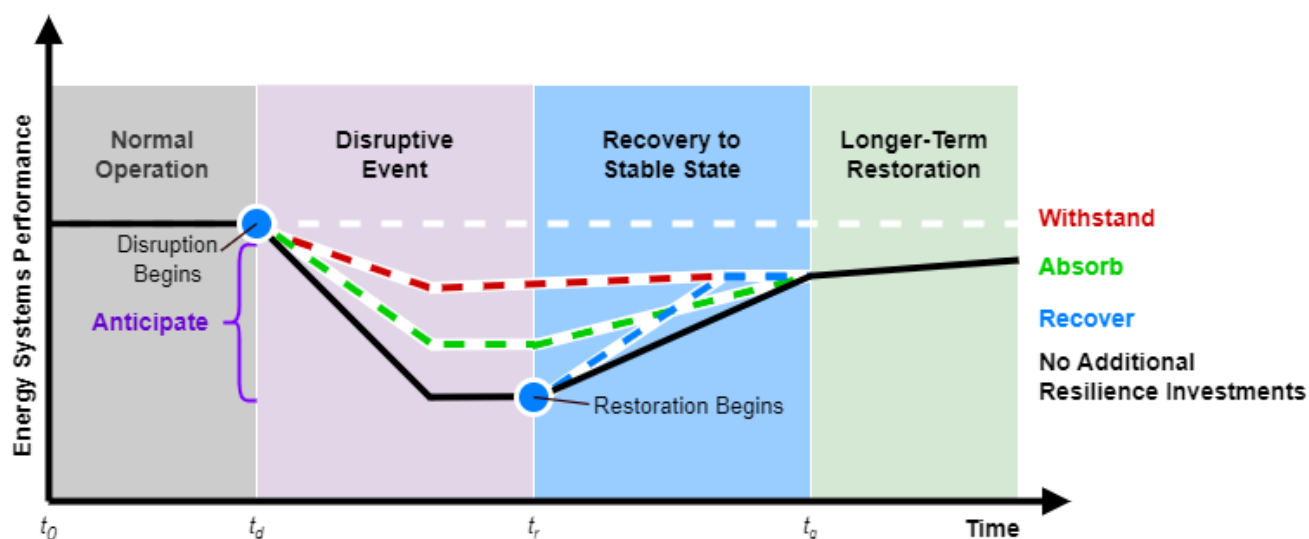 Energy Systems Performance
Normal
Operation
Disruptive
Event
Recovery to
Stable State
Longer-Term
Restoration
Disruption
Begins
Anticipate
Restoration Begins
Withstand
Absorb
Recover
No Additional
Resilience Investments
t0
td
tr
ta
Time